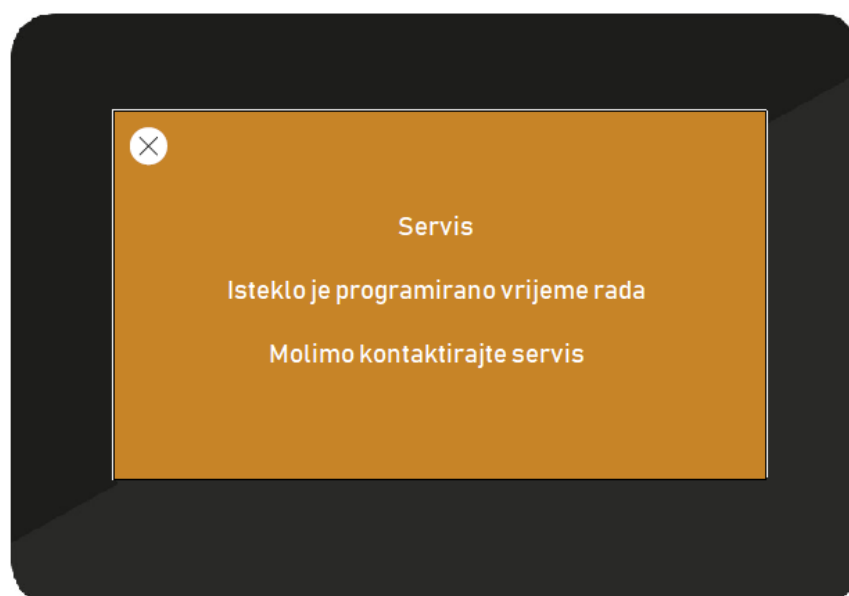 Servis
Isteklo je programirano vrijeme rada
Molimo kontaktirajte servis